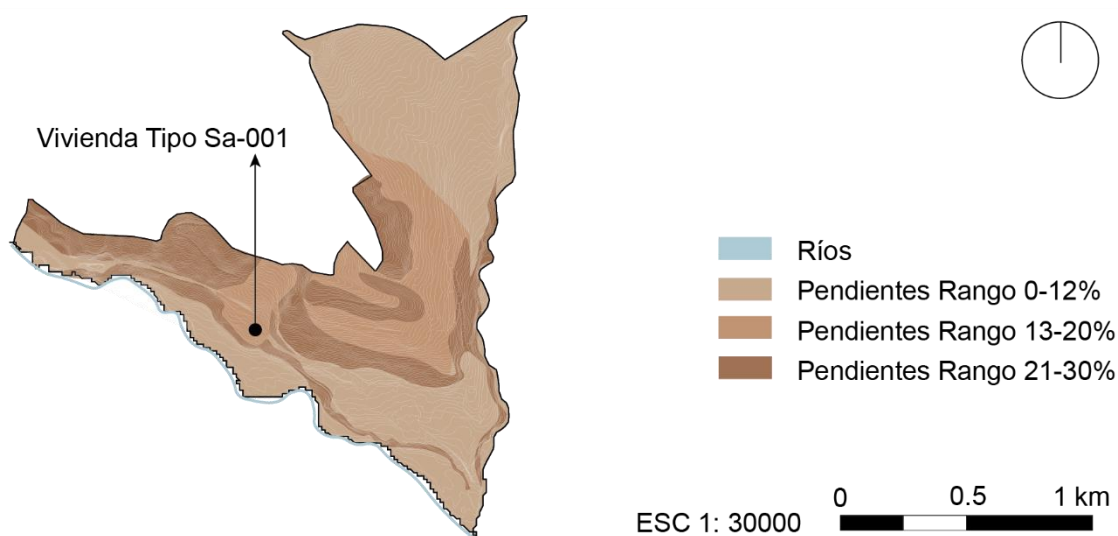 Vivienda Tipo Sa-001
Ríos
Pendientes Rango 0-12%
Pendientes Rango 13-20%
Pendientes Rango 21-30%
0 0.5 1 km
ESC 1: 30000